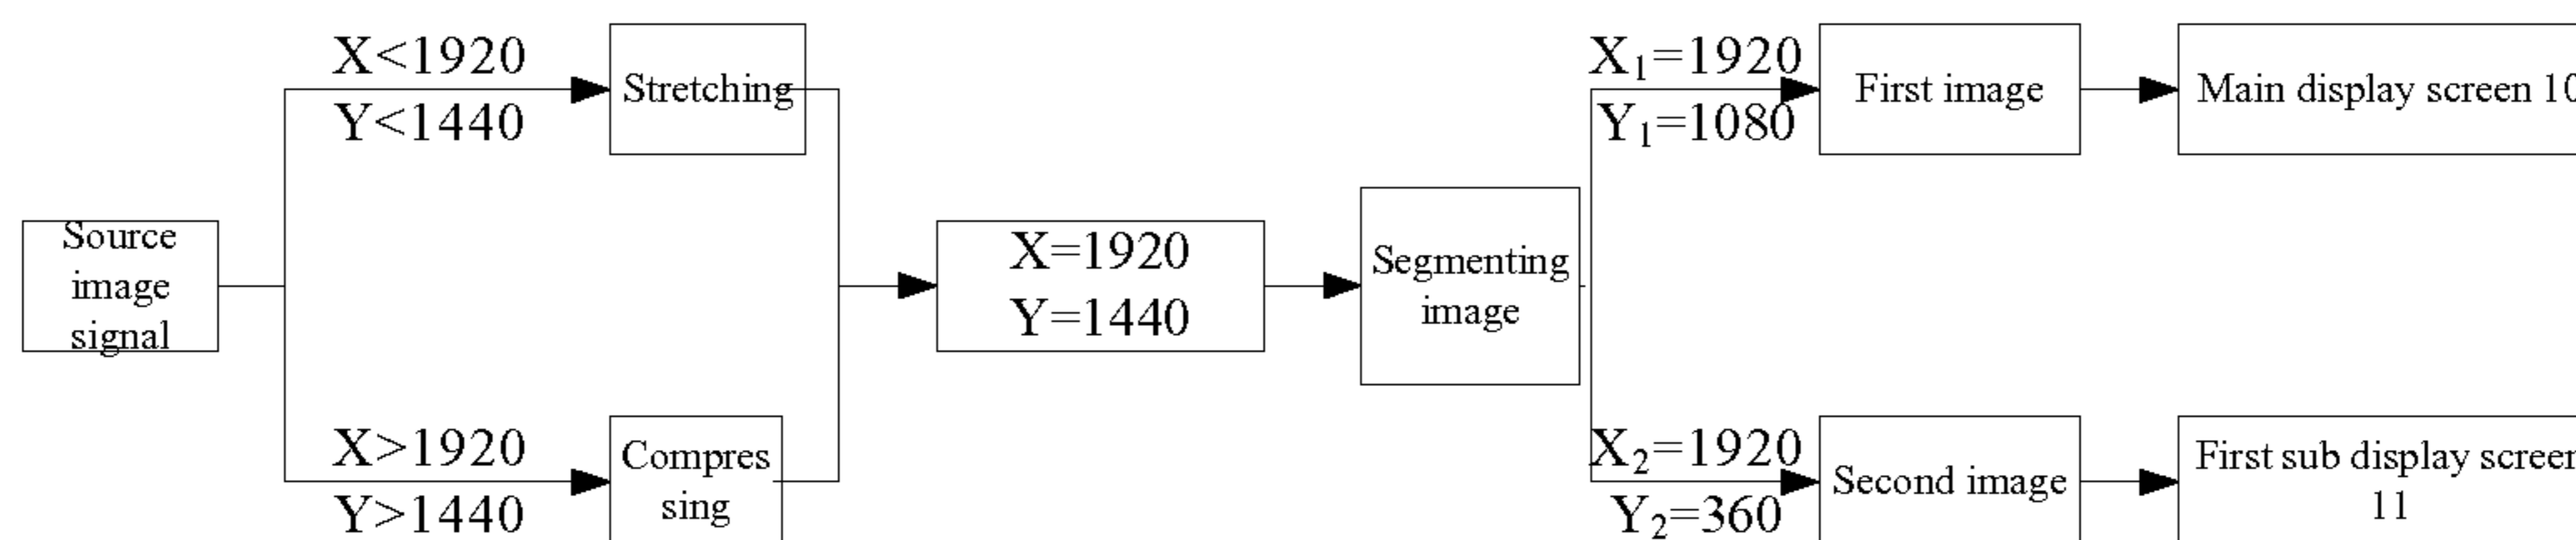 Source
image
signal
X<1920
Y<1440
Stretching
X>1920
Y>1440
Compres
sing
X=1920
Y=1440
Segmenting
image
X₁=1920
Y₁=1080
First image
Main display screen 10
X₂=1920
Y₂=360
Second image
First sub display screen
11